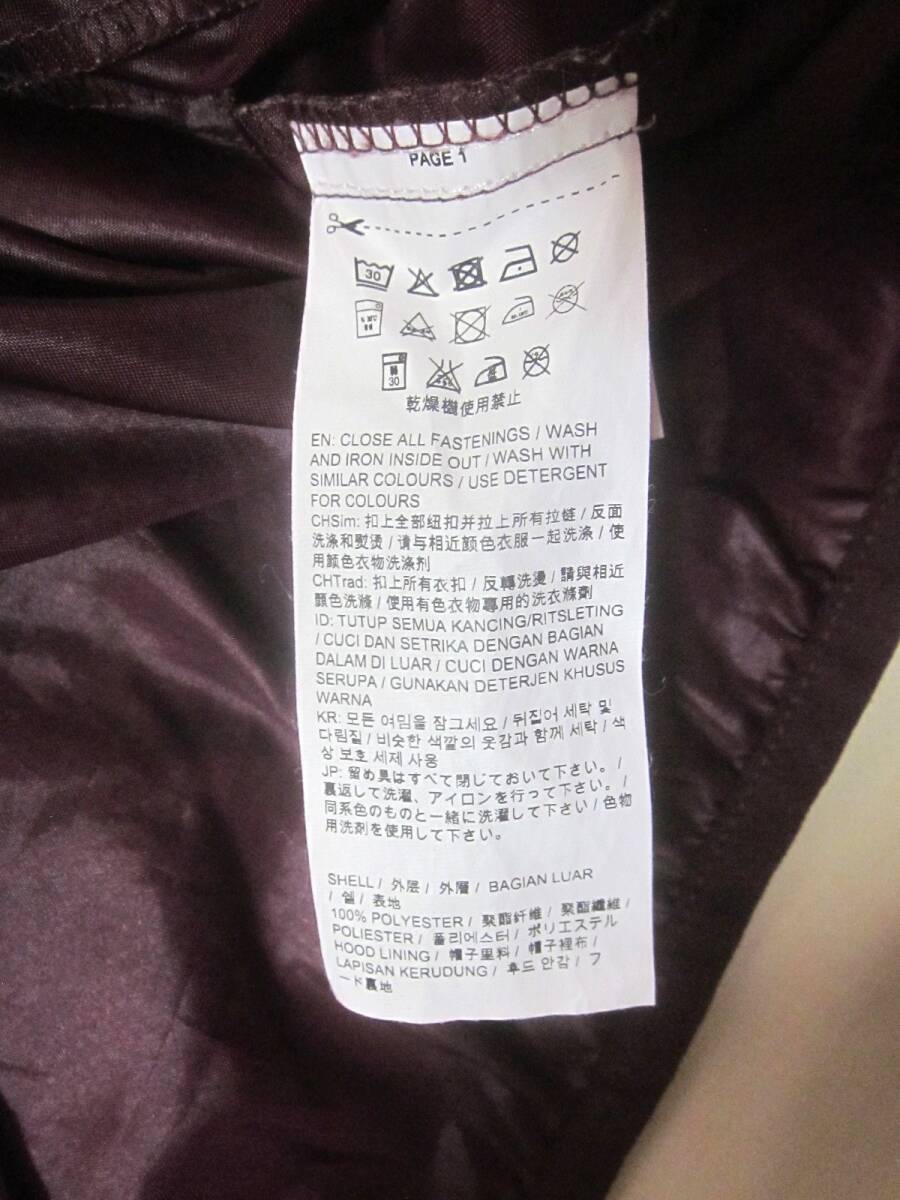 PAGE 1
30
30
乾燥機使用禁止
EN: CLOSE ALL FASTENINGS / WASH
AND IRON INSIDE OUT / WASH WITH
SIMILAR COLOURS / USE DETERGENT
FOR COLOURS
CHSim: 扣上全部纽扣并拉上所有拉链 / 反面
洗涤和熨烫 / 请与相近颜色衣服一起洗涤 / 使
用颜色衣物洗涤剂
CHTrad: 扣上所有衣扣 / 反轉洗燙 / 請與相近
顏色洗滌 / 使用有色衣物專用的洗衣滌劑
ID: TUTUP SEMUA KANCING/RITSLETING
/ CUCI DAN SETRIKA DENGAN BAGIAN
DALAM DI LUAR / CUCI DENGAN WARNA
SERUPA / GUNAKAN DETERJEN KHUSUS
WARNA
KR: 모든 여밈을 잠그세요 / 뒤집어 세탁 및
다림질 / 비슷한 색깔의 옷감과 함께 세탁 / 색
상 보호 세제 사용
JP: 留め具はすべて閉じておいて下さい。/
裏返して洗濯、アイロンを行って下さい。/
同系色のものと一緒に洗濯して下さい / 色物
用洗剤を使用して下さい。
SHELL / 外层 / 外層 / BAGIAN LUAR
/ 쉘 / 表地
100% POLYESTER / 聚酯纤维 / 聚酯纖維 /
POLIESTER / 폴리에스터 / ポリエステル
HOOD LINING / 帽子里料 / 帽子裡布 /
LAPISAN KERUDUNG / 후드 안감 / フ
ード裏地